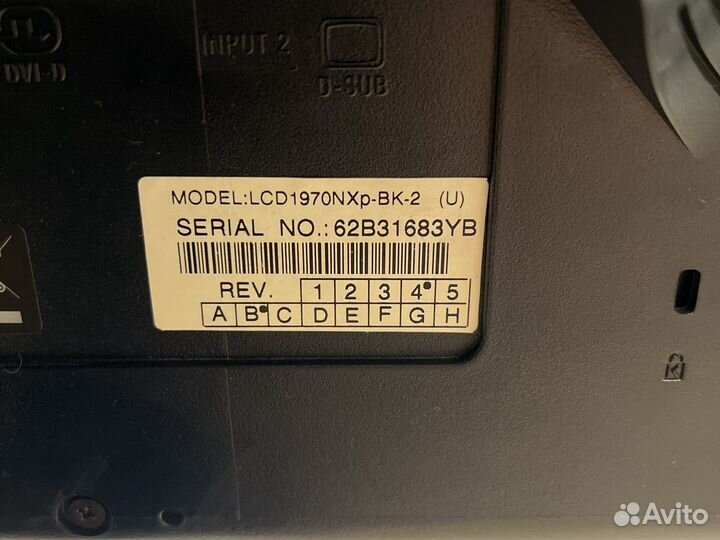 DVI-D
INPUT 2
D-SUB
MODEL:LCD1970NXp-BK-2 (U)
SERIAL NO.:62B31683YB
REV. 1 2 3 4 5
A B C D E F G H
K
Avito